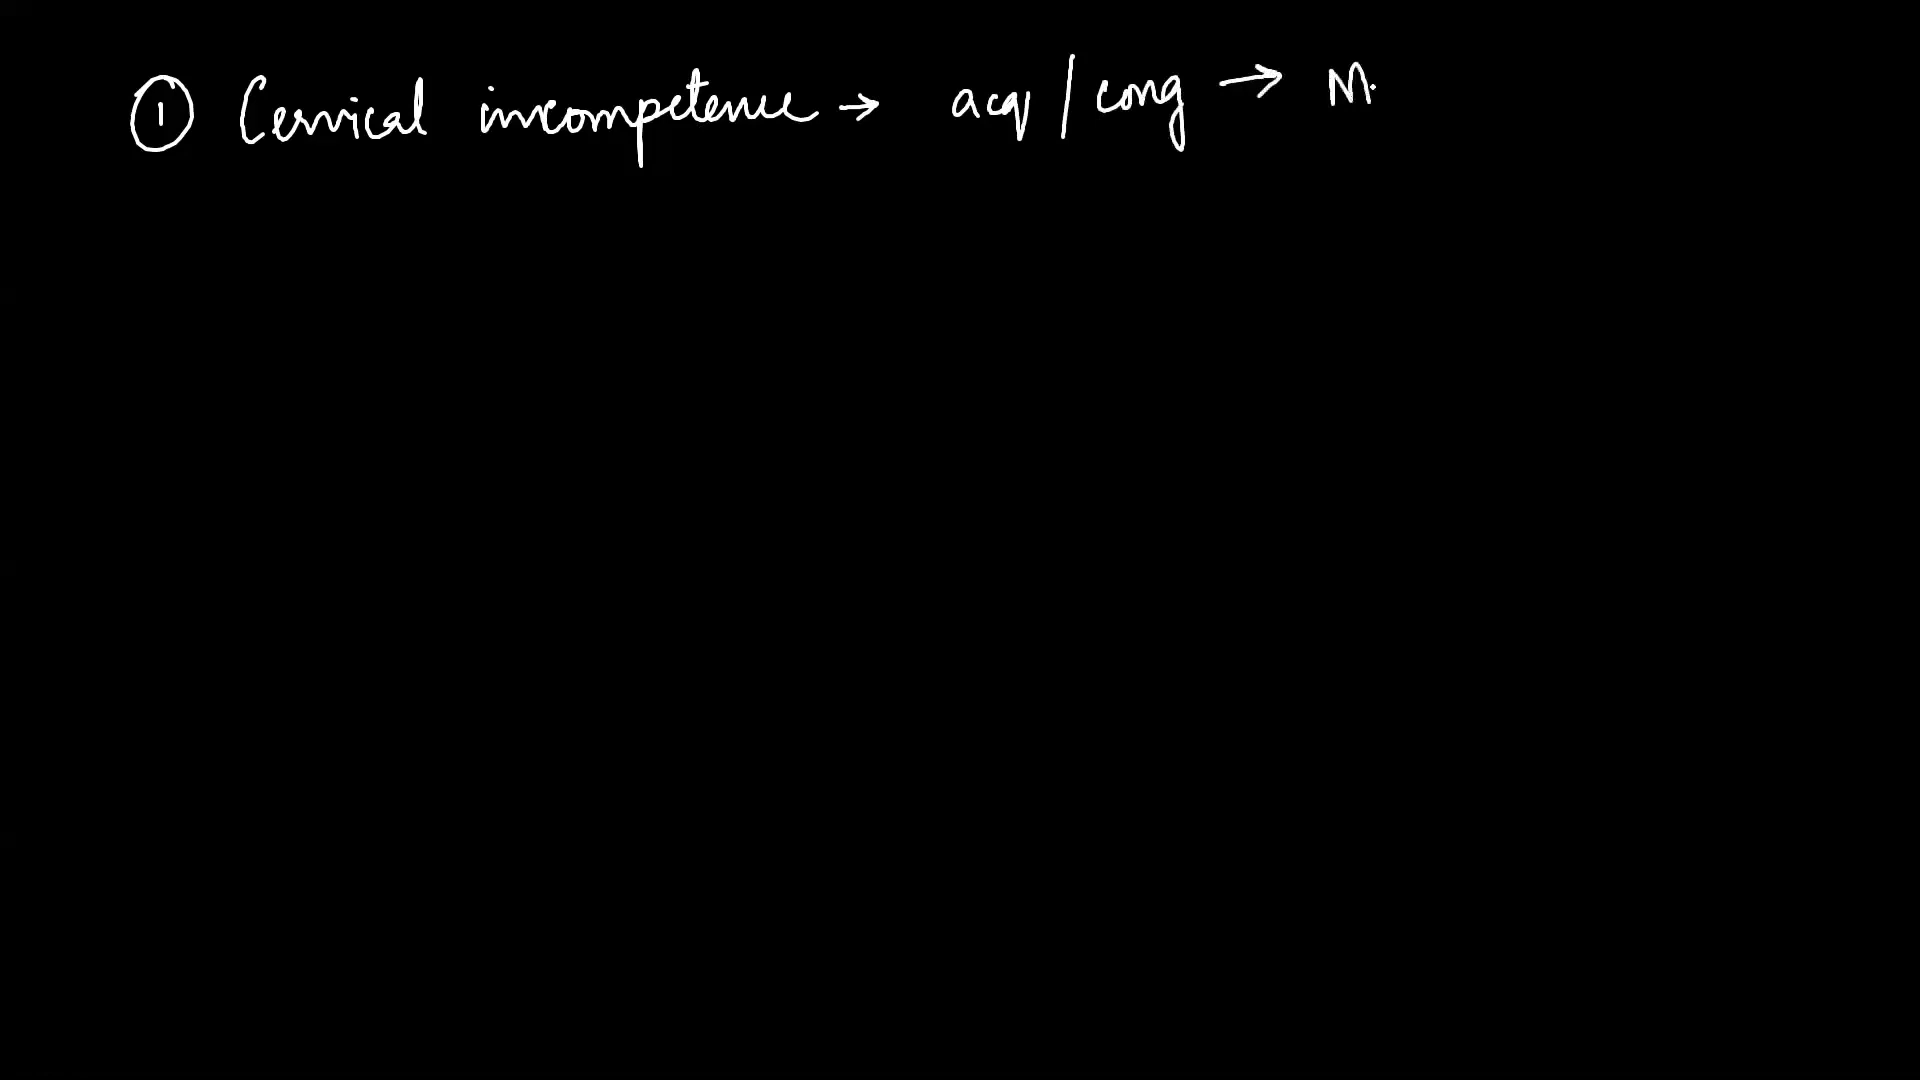 ① Cervical incompetence → acq / cong → M.